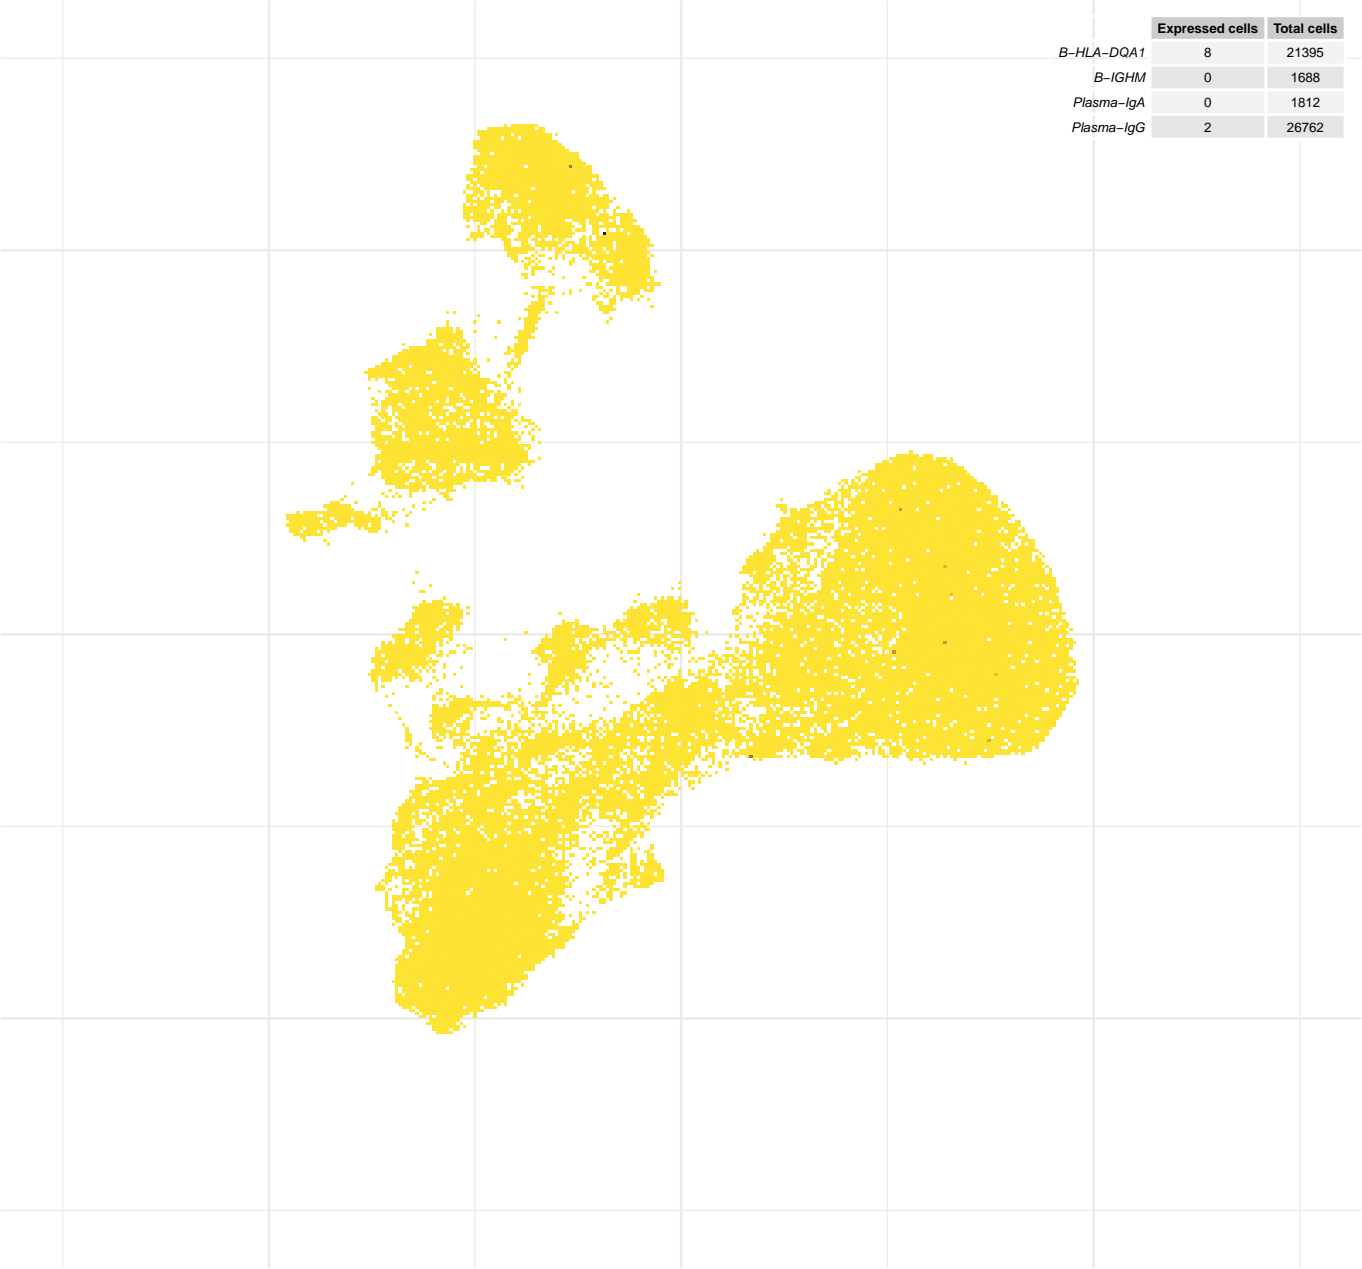 Expressed cells Total cells
B−HLA−DQA1 8 21395
B−IGHM 0 1688
Plasma−IgA 0 1812
Plasma−IgG 2 26762